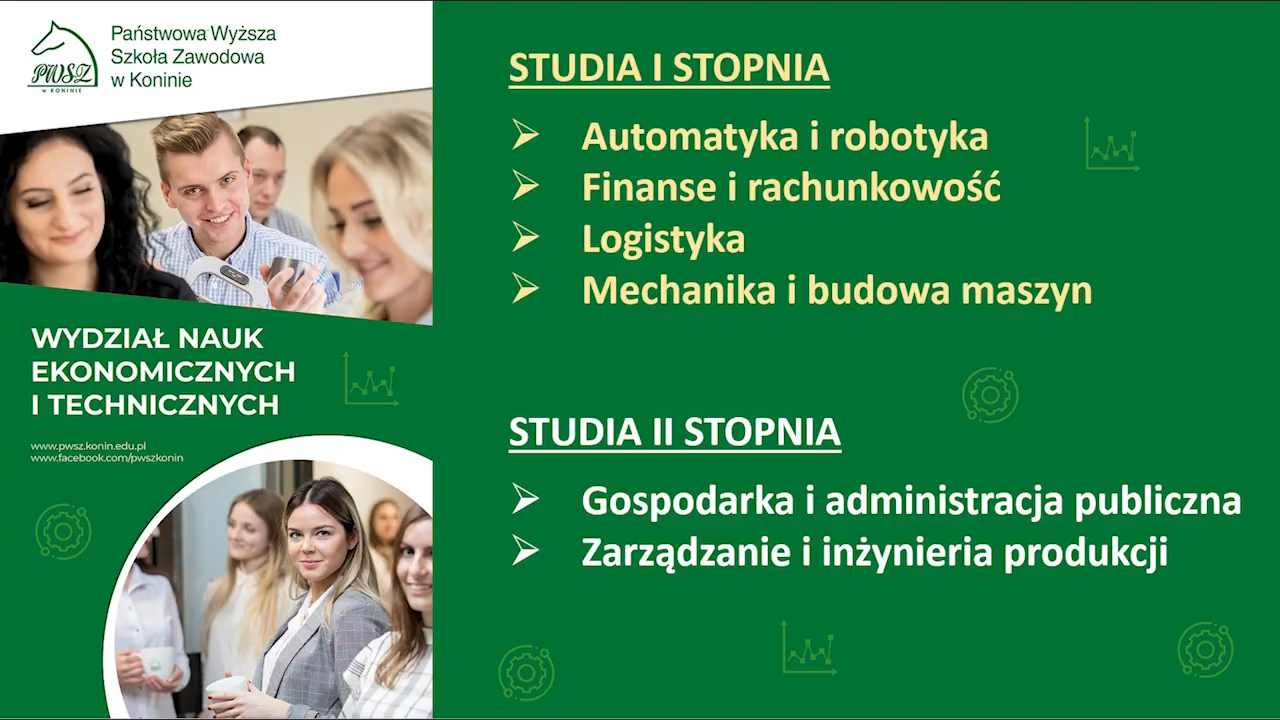 PWSZ
w KONINIE
Państwowa Wyższa
Szkoła Zawodowa
w Koninie
WYDZIAŁ NAUK
EKONOMICZNYCH
I TECHNICZNYCH
www.pwsz.konin.edu.pl
www.facebook.com/pwszkonin
STUDIA I STOPNIA
➢ Automatyka i robotyka
➢ Finanse i rachunkowość
➢ Logistyka
➢ Mechanika i budowa maszyn
STUDIA II STOPNIA
➢ Gospodarka i administracja publiczna
➢ Zarządzanie i inżynieria produkcji